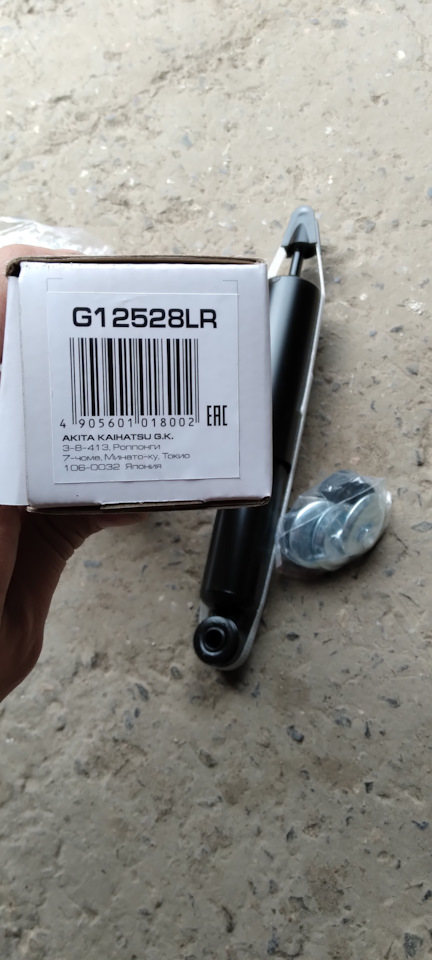 G12528LR
4 905601 018002 EAC
AKITA KAIHATSU G.K.
3-8-413, Роппонги
7-чоме, Минато-ку, Токио
106-0032 Япония